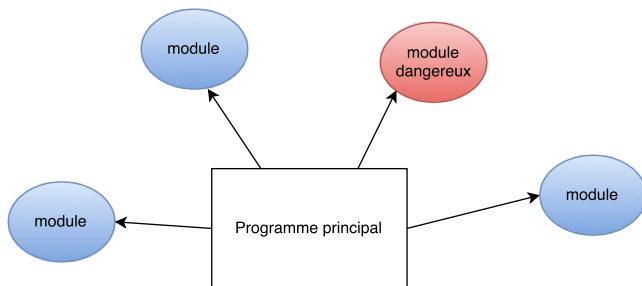 module
module
dangereux
module
module
Programme principal